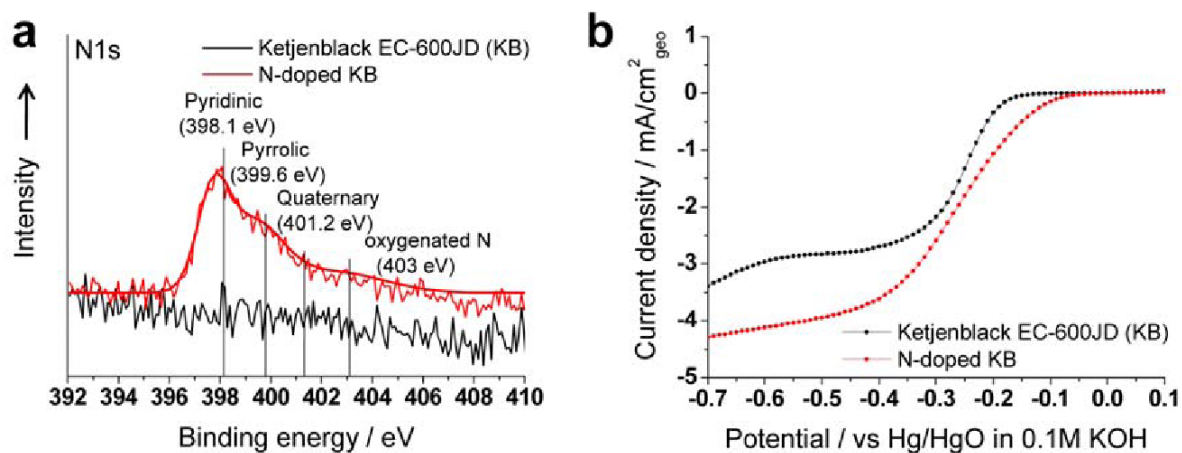 a
N1s
Ketjenblack EC-600JD (KB)
N-doped KB
Pyridinic
(398.1 eV)
Pyrrolic
(399.6 eV)
Quaternary
(401.2 eV)
oxygenated N
(403 eV)
Intensity
392 394 396 398 400 402 404 406 408 410
Binding energy / eV
b
1
0
-1
-2
-3
-4
-5
Current density / mA/cm²geo
Ketjenblack EC-600JD (KB)
N-doped KB
-0.7 -0.6 -0.5 -0.4 -0.3 -0.2 -0.1 0.0 0.1
Potential / vs Hg/HgO in 0.1M KOH